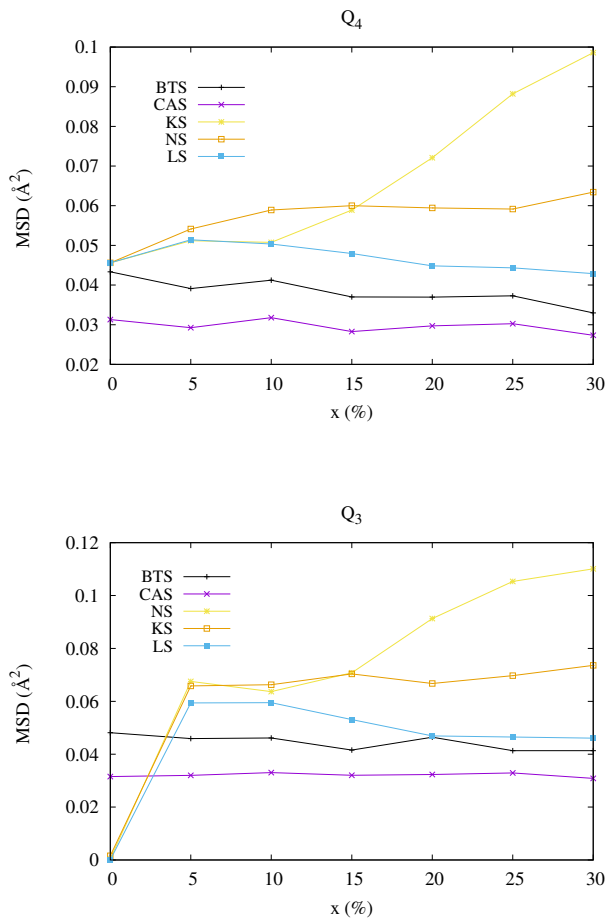 Q4
0.1
0.09
0.08
0.07
0.06
0.05
0.04
0.03
0.02
MSD (Å²)
BTS
CAS
KS
NS
LS
0 5 10 15 20 25 30
x (%)
Q3
0.12
0.1
0.08
0.06
0.04
0.02
0
MSD (Å²)
BTS
CAS
NS
KS
LS
0 5 10 15 20 25 30
x (%)